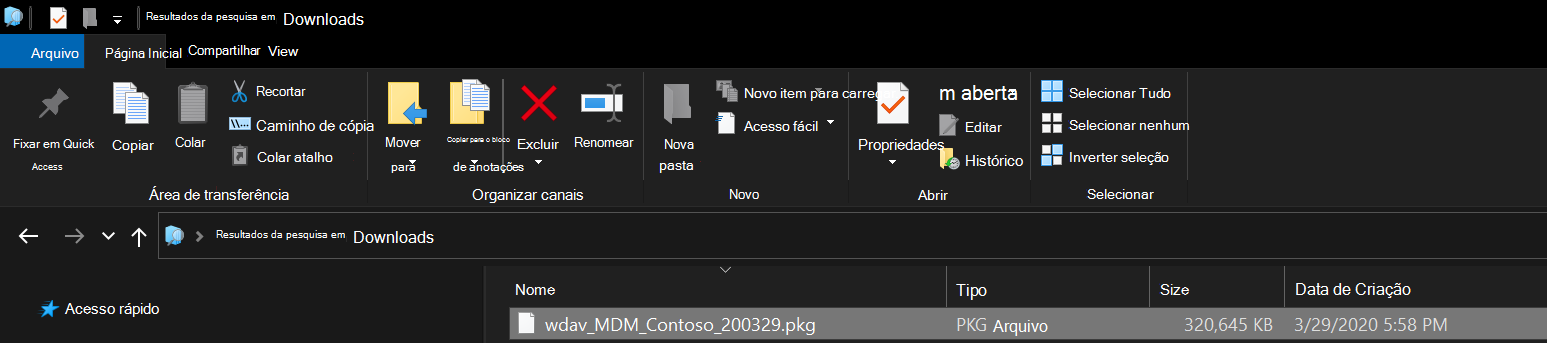 Resultados da pesquisa em Downloads
Arquivo Página Inicial Compartilhar View
Fixar em Quick Access
Copiar
Colar
Recortar
Caminho de cópia
Colar atalho
Área de transferência
Mover para
Copiar para o bloco de anotações
Excluir
Renomear
Organizar canais
Nova pasta
Novo item para carrega
Acesso fácil
Novo
Propriedades
m aberta
Editar
Histórico
Abrir
Selecionar Tudo
Selecionar nenhum
Inverter seleção
Selecionar
Resultados da pesquisa em Downloads
Acesso rápido
Nome Tipo Size Data de Criação
wdav_MDM_Contoso_200329.pkg PKG Arquivo 320,645 KB 3/29/2020 5:58 PM